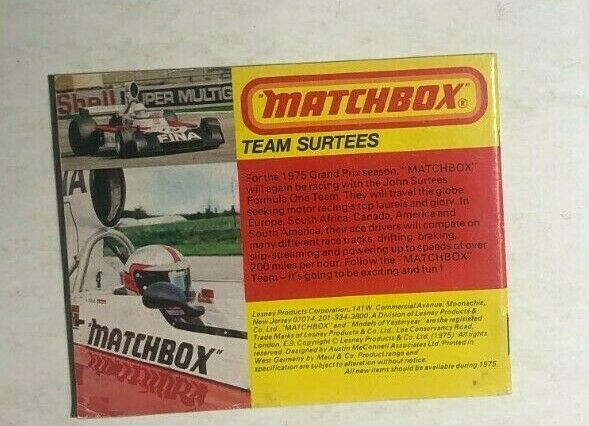 Shell SUPER MULTIG
FINA
"MATCHBOX"®
TEAM SURTEES
For the 1975 Grand Prix season, "MATCHBOX"
will again be racing with the John Surtees
Formula One Team. They will travel the globe
seeking motor racing's top laurels and glory. In
Europe, South Africa, Canada, America and
South America, their ace drivers will compete on
many different race tracks, drifting, braking,
slip-streaming and powering up to speeds of over
200 miles per hour. Follow the "MATCHBOX"
Team – it's going to be exciting and fun !
"MATCHBOX"
Lesney Products Corporation, 141 W. Commercial Avenue, Moonachie,
New Jersey 07074. 201-934-3800. A Division of Lesney Products &
Co. Ltd. "MATCHBOX" and "Models of Yesteryear" are the registered
Trade Marks of Lesney Products & Co. Ltd. Lee Conservancy Road,
London, E.9. Copyright © Lesney Products & Co. Ltd. (1975). All rights
reserved. Designed by Austin McConnell Associates Ltd. Printed in
West Germany by Maul & Co. Product range and
specification are subject to alteration without notice.
All new items should be available during 1975